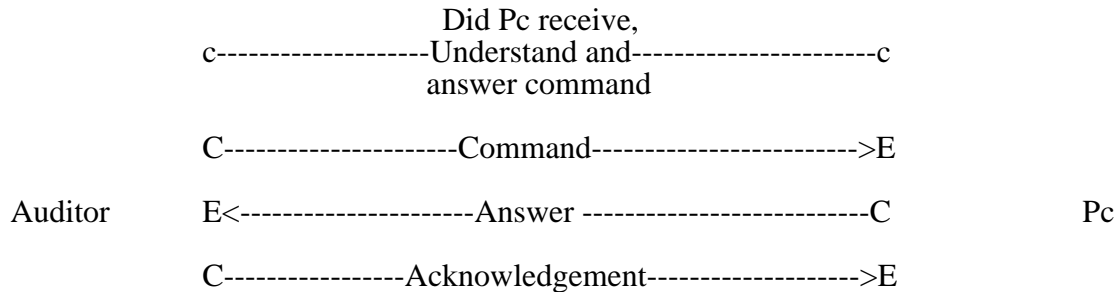 Did Pc receive,
c--------------------Understand and-----------------------c
answer command
C----------------------Command------------------------->E
Auditor E<----------------------Answer ---------------------------C Pc
C-----------------Acknowledgement-------------------->E